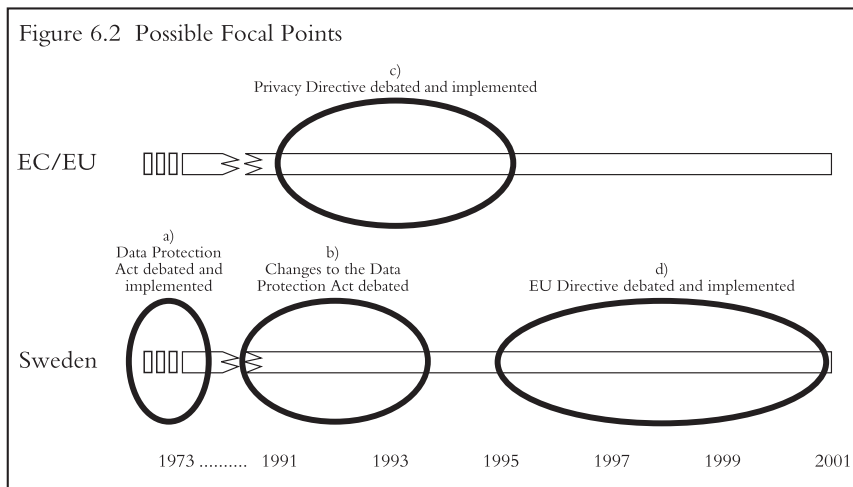 Figure 6.2 Possible Focal Points
c)
Privacy Directive debated and implemented
EC/EU
a)
Data Protection
Act debated and
implemented
b)
Changes to the Data
Protection Act debated
d)
EU Directive debated and implemented
Sweden
1973 .......... 1991 1993 1995 1997 1999 2001